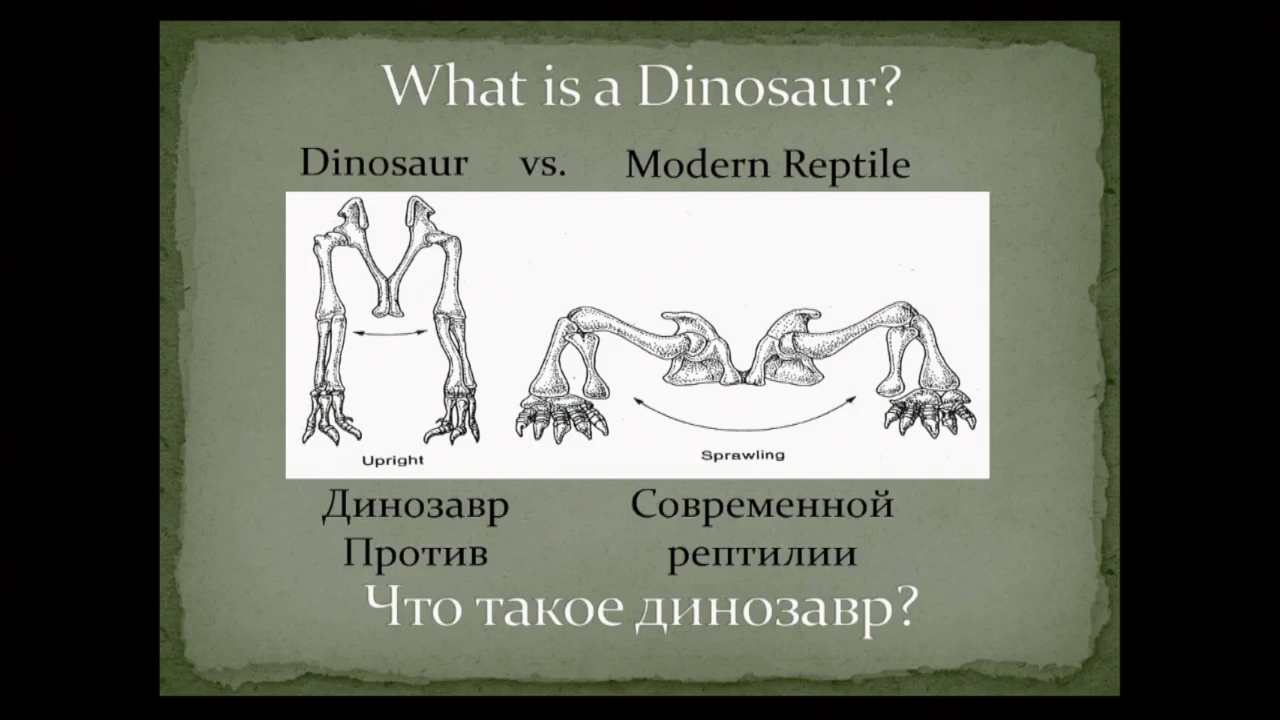 What is a Dinosaur?
Dinosaur vs. Modern Reptile
Upright
Sprawling
Динозавр Современной
Против рептилии
Что такое динозавр?